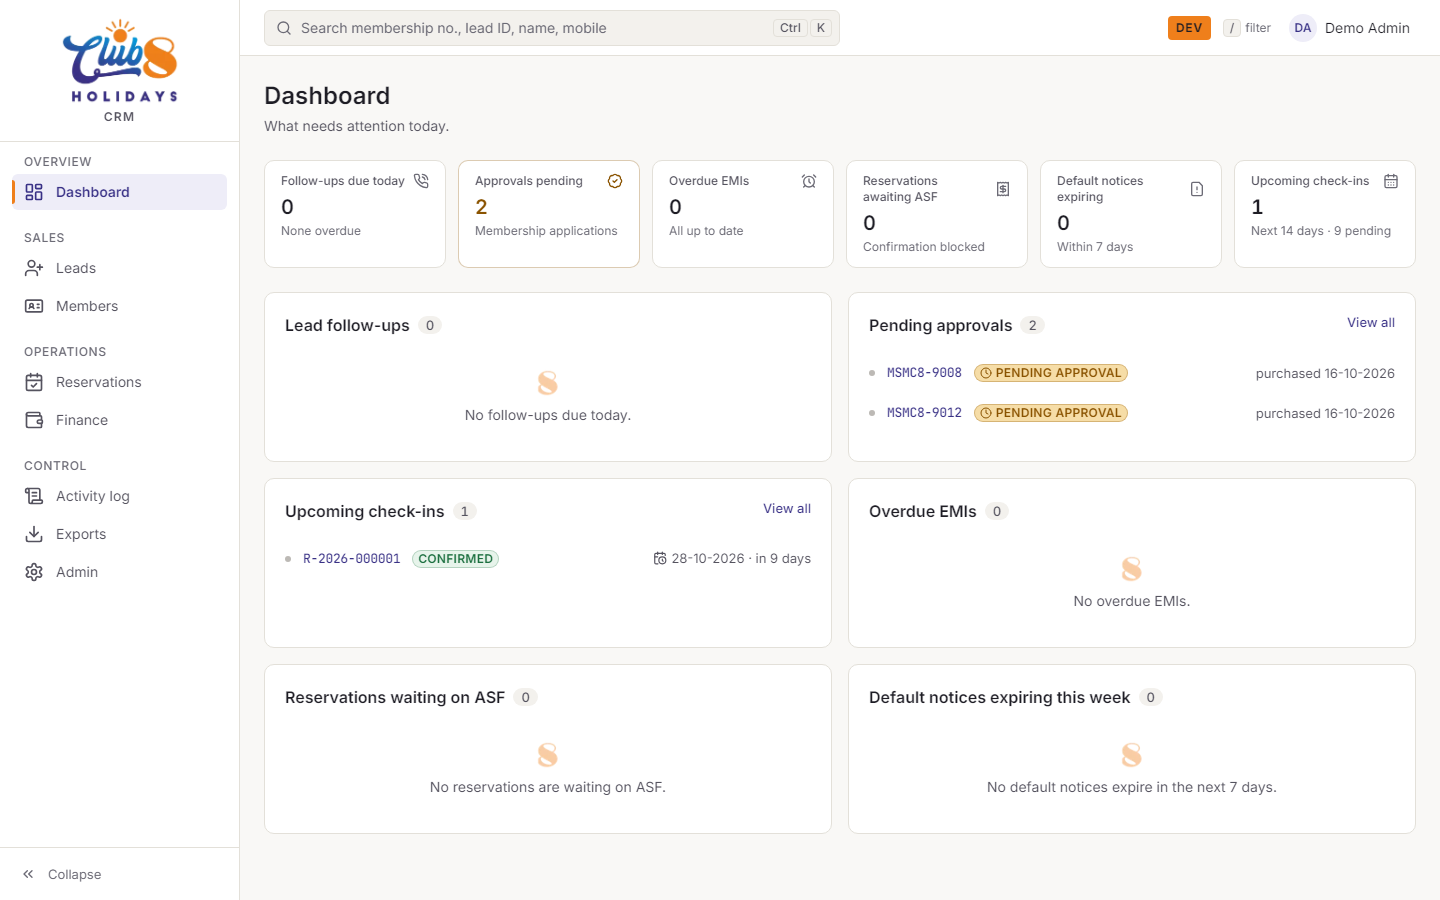 Club8
HOLIDAYS
CRM
OVERVIEW
Dashboard
SALES
Leads
Members
OPERATIONS
Reservations
Finance
CONTROL
Activity log
Exports
Admin
Collapse
Search membership no., lead ID, name, mobile
Ctrl K
DEV
/ filter
DA Demo Admin
Dashboard
What needs attention today.
Follow-ups due today
0
None overdue
Approvals pending
2
Membership applications
Overdue EMIs
0
All up to date
Reservations
awaiting ASF
0
Confirmation blocked
Default notices
expiring
0
Within 7 days
Upcoming check-ins
1
Next 14 days · 9 pending
Lead follow-ups 0
8
No follow-ups due today.
Pending approvals 2
View all
MSMC8-9008 PENDING APPROVAL purchased 16-10-2026
MSMC8-9012 PENDING APPROVAL purchased 16-10-2026
Upcoming check-ins 1
View all
R-2026-000001 CONFIRMED 28-10-2026 · in 9 days
Overdue EMIs 0
8
No overdue EMIs.
Reservations waiting on ASF 0
8
No reservations are waiting on ASF.
Default notices expiring this week 0
8
No default notices expire in the next 7 days.